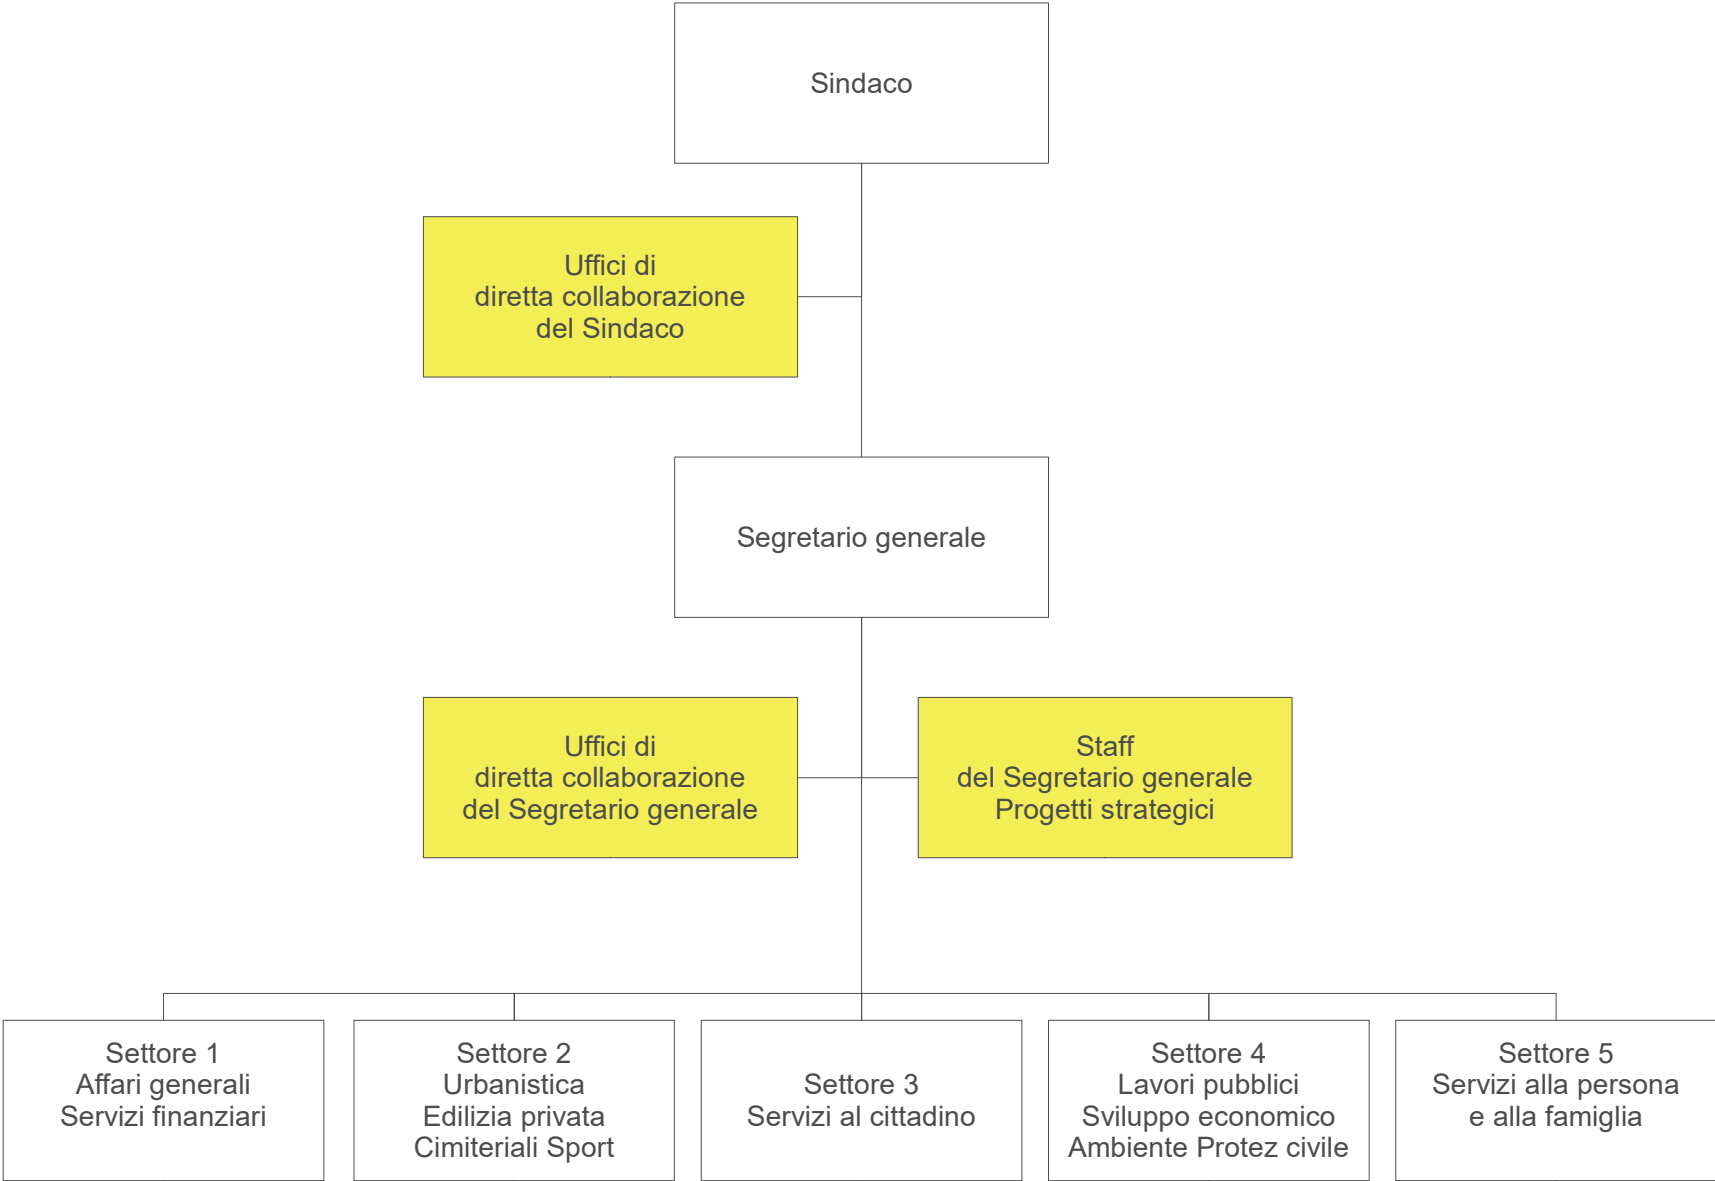 Sindaco
Uffici di
diretta collaborazione
del Sindaco
Segretario generale
Uffici di
diretta collaborazione
del Segretario generale
Staff
del Segretario generale
Progetti strategici
Settore 1
Affari generali
Servizi finanziari
Settore 2
Urbanistica
Edilizia privata
Cimiteriali Sport
Settore 3
Servizi al cittadino
Settore 4
Lavori pubblici
Sviluppo economico
Ambiente Protez civile
Settore 5
Servizi alla persona
e alla famiglia